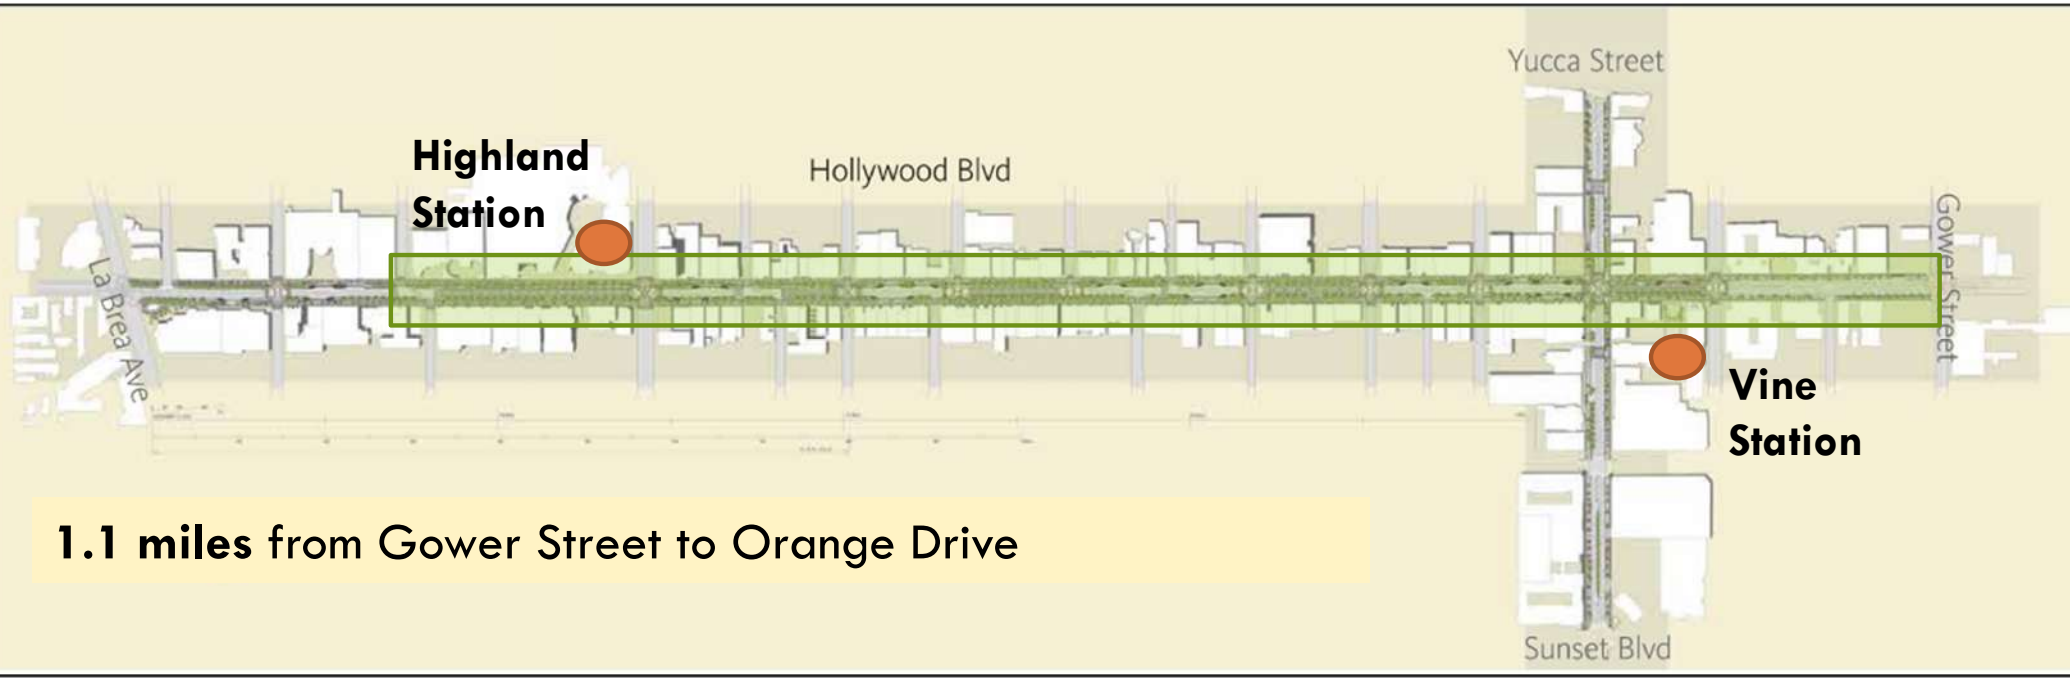 Yucca Street
Highland
Station
Hollywood Blvd
Gower Street
La Brea Ave
Vine
Station
1.1 miles from Gower Street to Orange Drive
Sunset Blvd